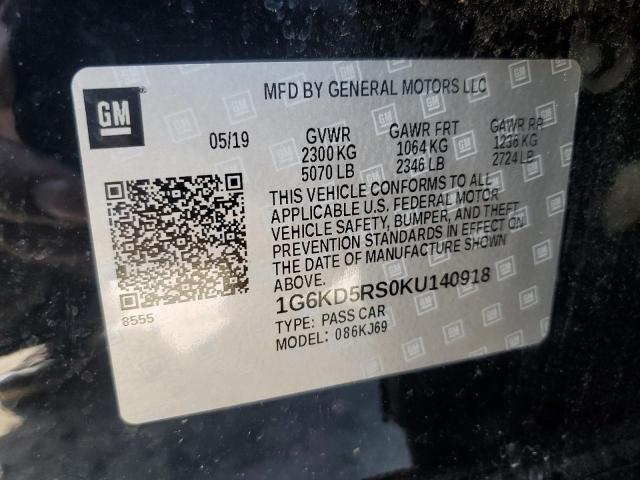 MFD BY GENERAL MOTORS LLC
GM
05/19 GVWR GAWR FRT GAWR RR
2300 KG 1064 KG 1236 KG
5070 LB 2346 LB 2724 LB
THIS VEHICLE CONFORMS TO ALL
APPLICABLE U.S. FEDERAL MOTOR
VEHICLE SAFETY, BUMPER, AND THEFT
PREVENTION STANDARDS IN EFFECT ON
THE DATE OF MANUFACTURE SHOWN
ABOVE.
1G6KD5RS0KU140918
8555
TYPE: PASS CAR
MODEL: 086KJ69